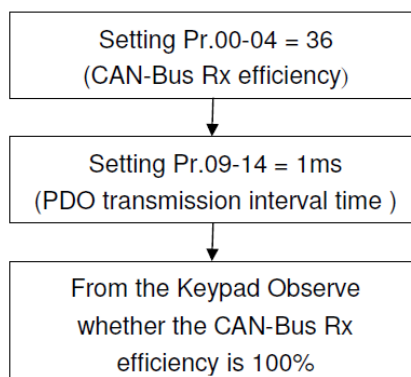 Setting Pr.00-04 = 36
(CAN-Bus Rx efficiency)
Setting Pr.09-14 = 1ms
(PDO transmission interval time )
From the Keypad Observe
whether the CAN-Bus Rx
efficiency is 100%